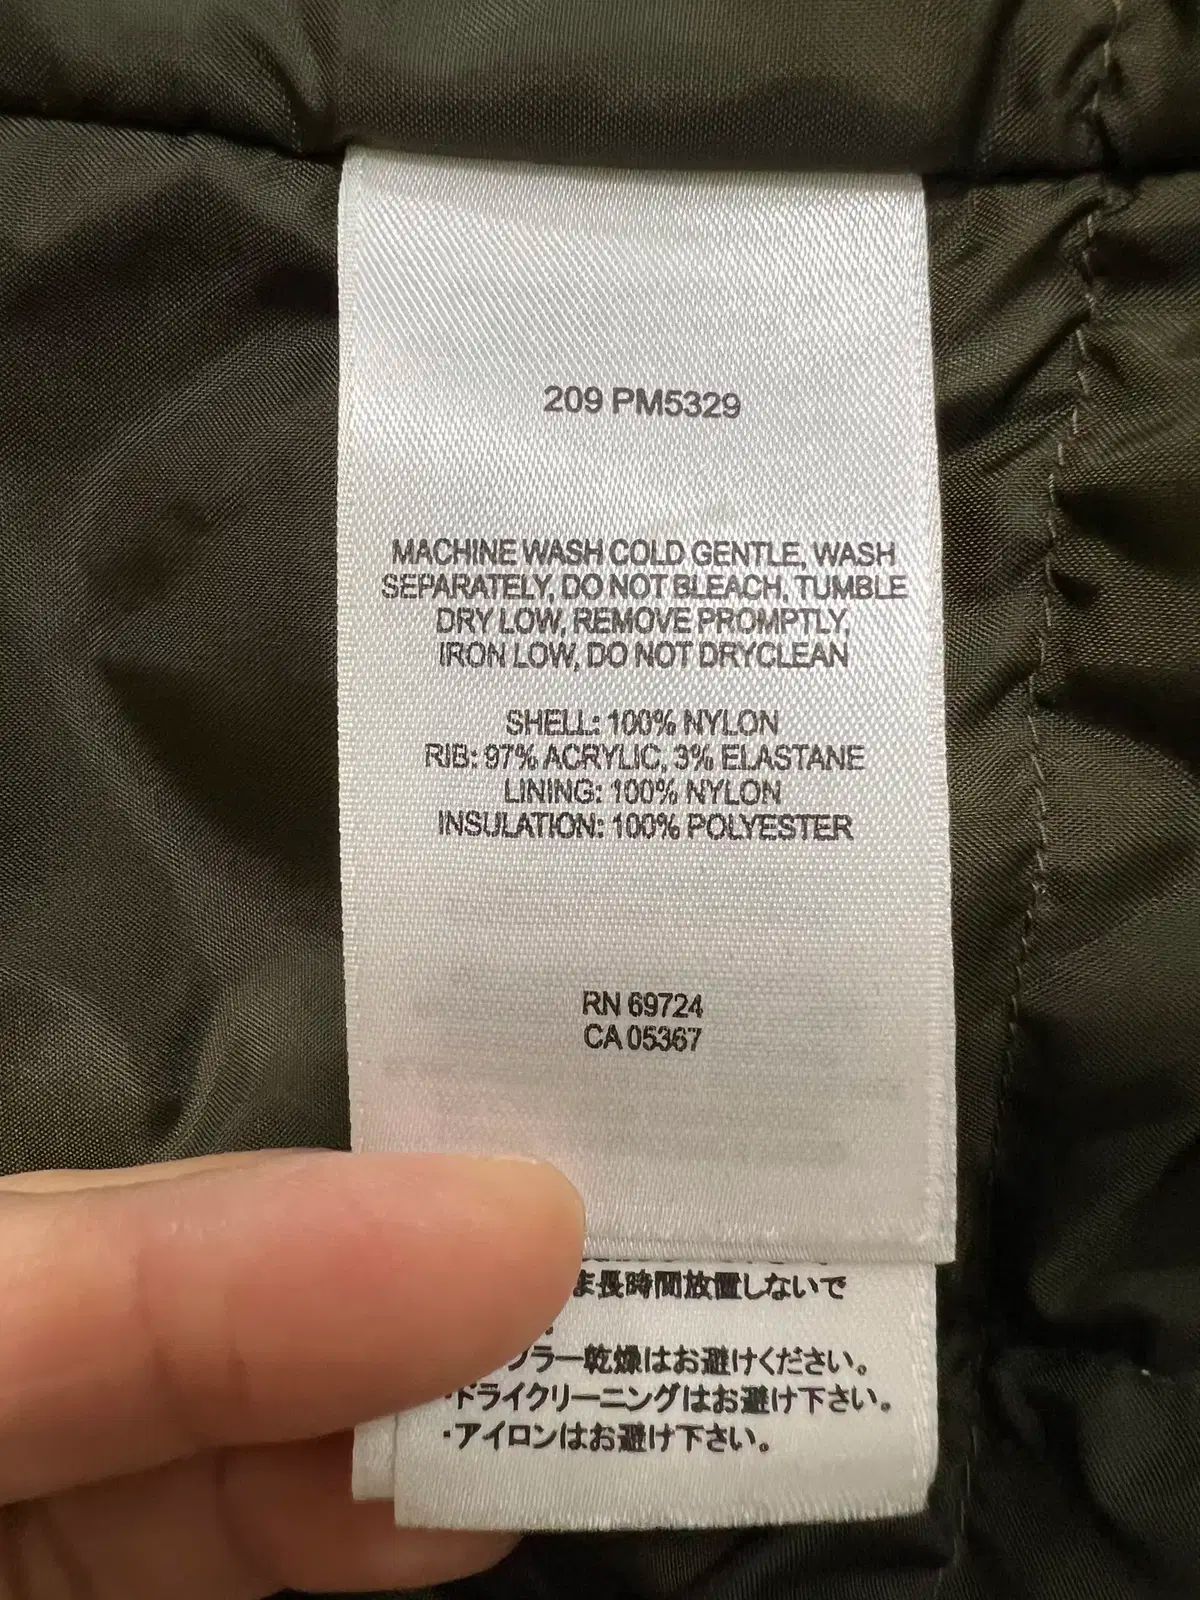 209 PM5329
MACHINE WASH COLD GENTLE, WASH
SEPARATELY, DO NOT BLEACH, TUMBLE
DRY LOW, REMOVE PROMPTLY,
IRON LOW, DO NOT DRYCLEAN
SHELL: 100% NYLON
RIB: 97% ACRYLIC, 3% ELASTANE
LINING: 100% NYLON
INSULATION: 100% POLYESTER
RN 69724
CA 05367
ま長時間放置しないで
ラー乾燥はお避けください。
・ドライクリーニングはお避け下さい。
・アイロンはお避け下さい。